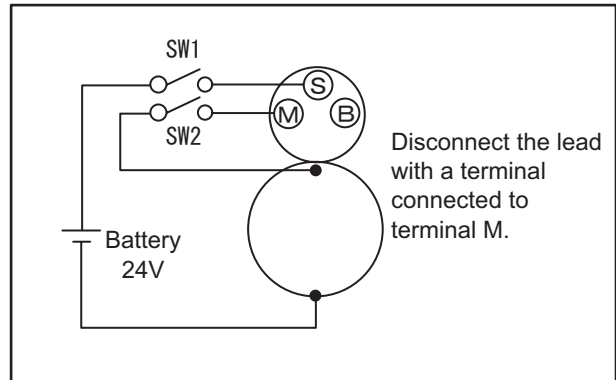 SW1
S
M
B
SW2
Disconnect the lead
with a terminal
connected to
terminal M.
Battery
24V